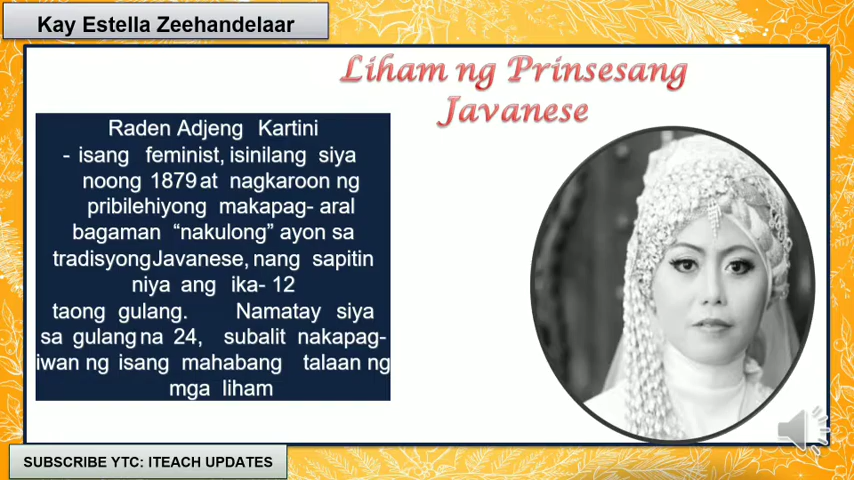 Kay Estella Zeehandelaar
Liham ng Prinsesang
Javanese
Raden Adjeng Kartini
- isang feminist, isinilang siya
noong 1879 at nagkaroon ng
pribilehiyong makapag- aral
bagaman “nakulong” ayon sa
tradisyong Javanese, nang sapitin
niya ang ika- 12
taong gulang. Namatay siya
sa gulang na 24, subalit nakapag-
iwan ng isang mahabang talaan ng
mga liham
SUBSCRIBE YTC: ITEACH UPDATES